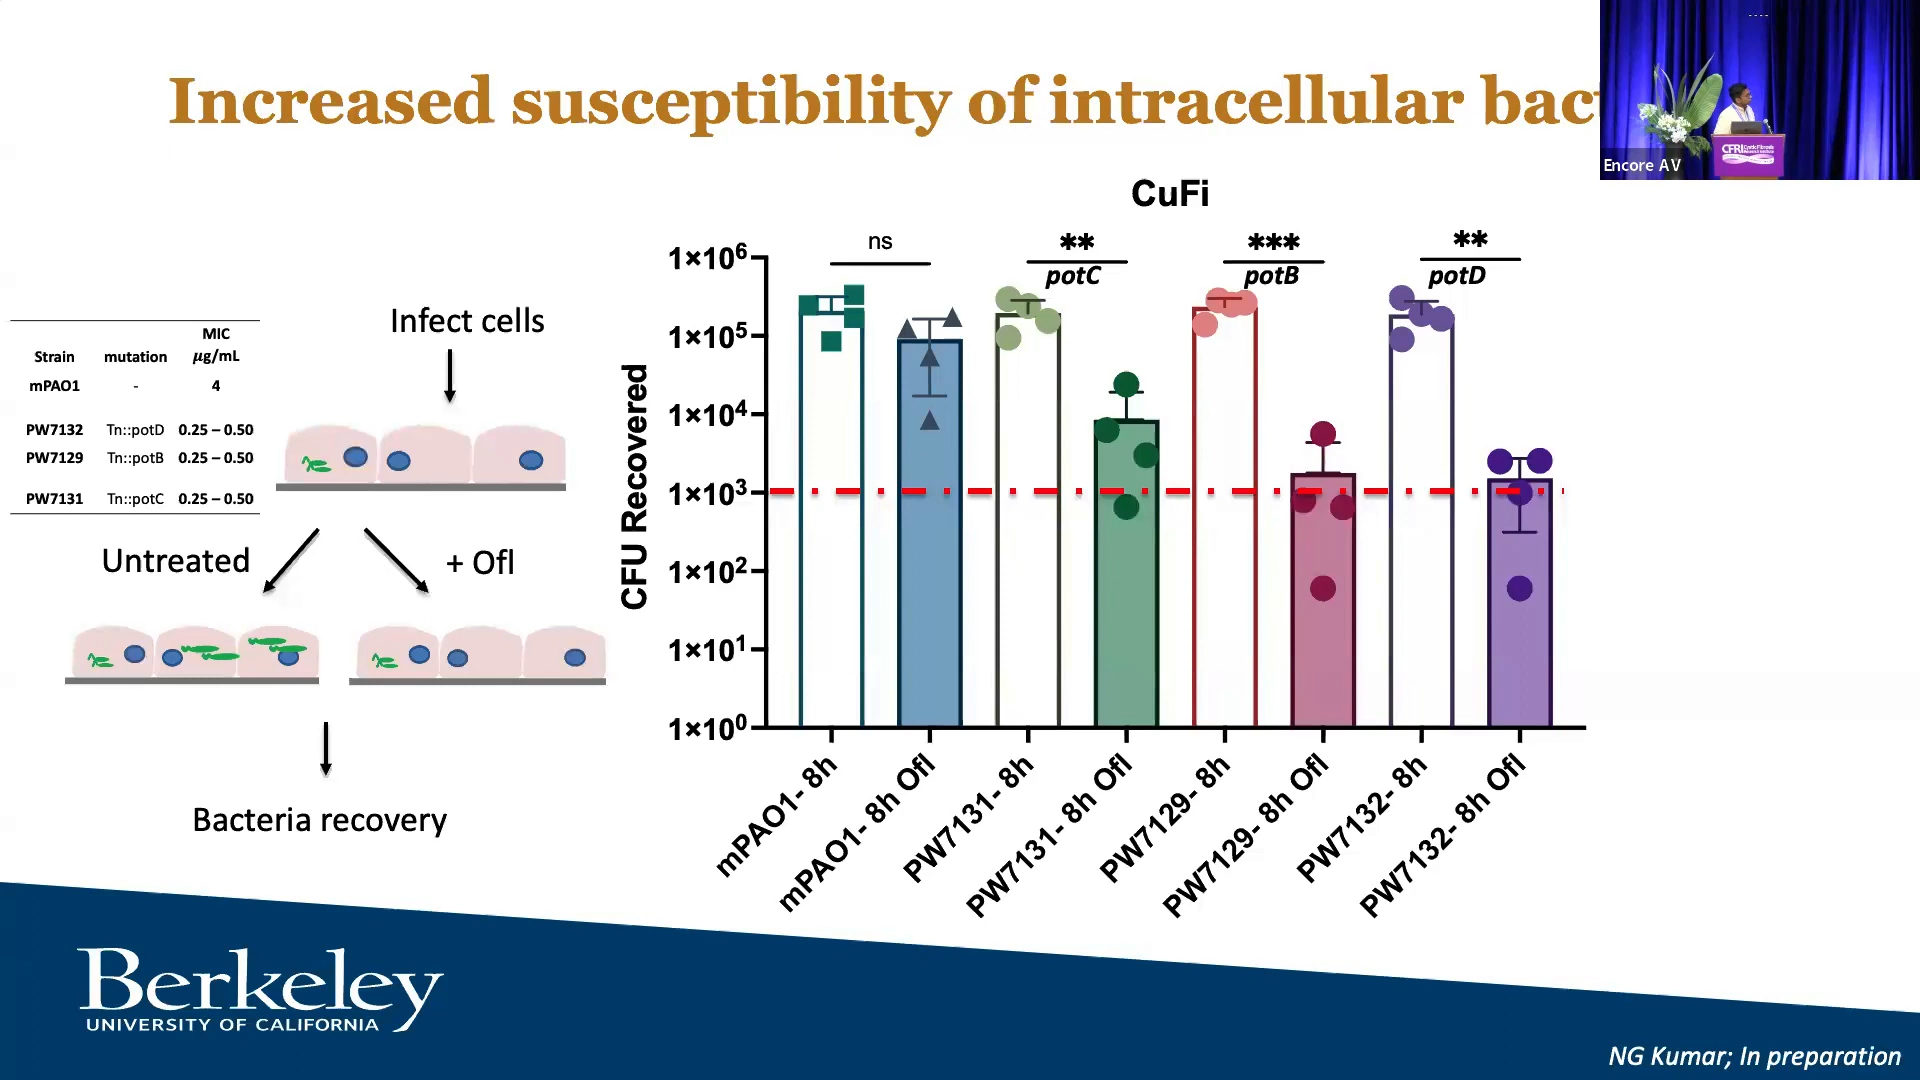 Increased susceptibility of intracellular
Encore AV
CFRI Cystic Fibrosis
CuFi
Strain mutation MIC μg/mL
mPAO1 - 4
PW7132 Tn::potD 0.25 – 0.50
PW7129 Tn::potB 0.25 – 0.50
PW7131 Tn::potC 0.25 – 0.50
Infect cells
Untreated
+ Ofl
Bacteria recovery
ns
**
potC
***
potB
**
potD
CFU Recovered
1×10⁶
1×10⁵
1×10⁴
1×10³
1×10²
1×10¹
1×10⁰
mPAO1- 8h
mPAO1- 8h Ofl
PW7131- 8h
PW7131- 8h Ofl
PW7129- 8h
PW7129- 8h Ofl
PW7132- 8h
PW7132- 8h Ofl
Berkeley
UNIVERSITY OF CALIFORNIA
NG Kumar; In preparation